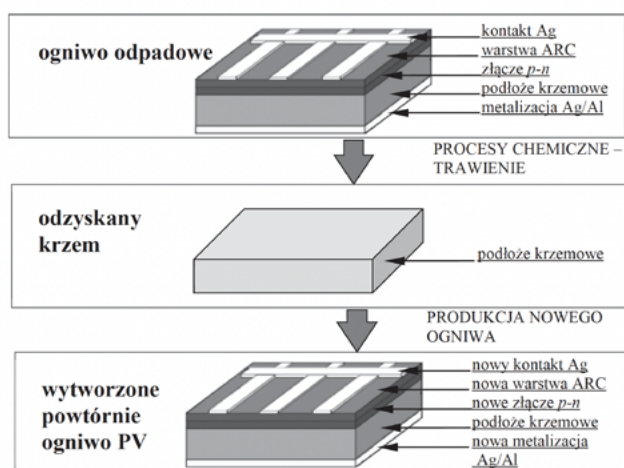 ogniwo odpadowe
kontakt Ag
warstwa ARC
złącze p-n
podłoże krzemowe
metalizacja Ag/Al
PROCESY CHEMICZNE –
TRAWIENIE
odzyskany
krzem
podłoże krzemowe
PRODUKCJA NOWEGO
OGNIWA
wytworzone
powtórnie
ogniwo PV
nowy kontakt Ag
nowa warstwa ARC
nowe złącze p-n
podłoże krzemowe
nowa metalizacja
Ag/Al